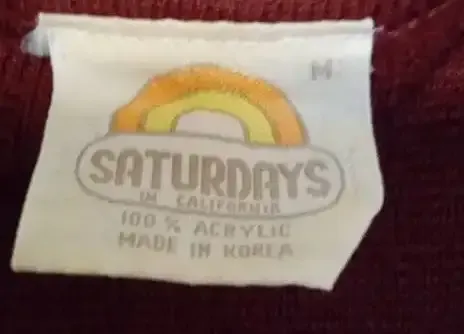 M
SATURDAYS
IN CALIFORNIA
100 % ACRYLIC
MADE IN KOREA